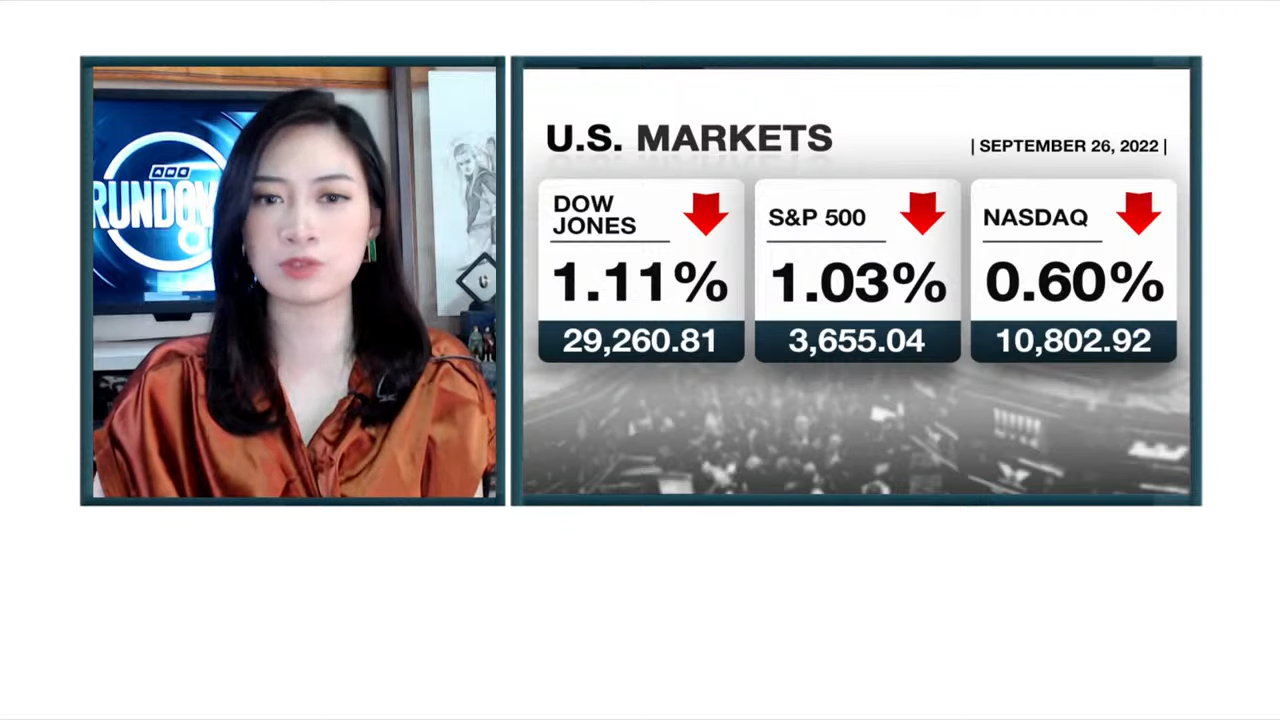 RUNDOWN
U.S. MARKETS
| SEPTEMBER 26, 2022 |
DOW
JONES
1.11%
29,260.81
S&P 500
1.03%
3,655.04
NASDAQ
0.60%
10,802.92